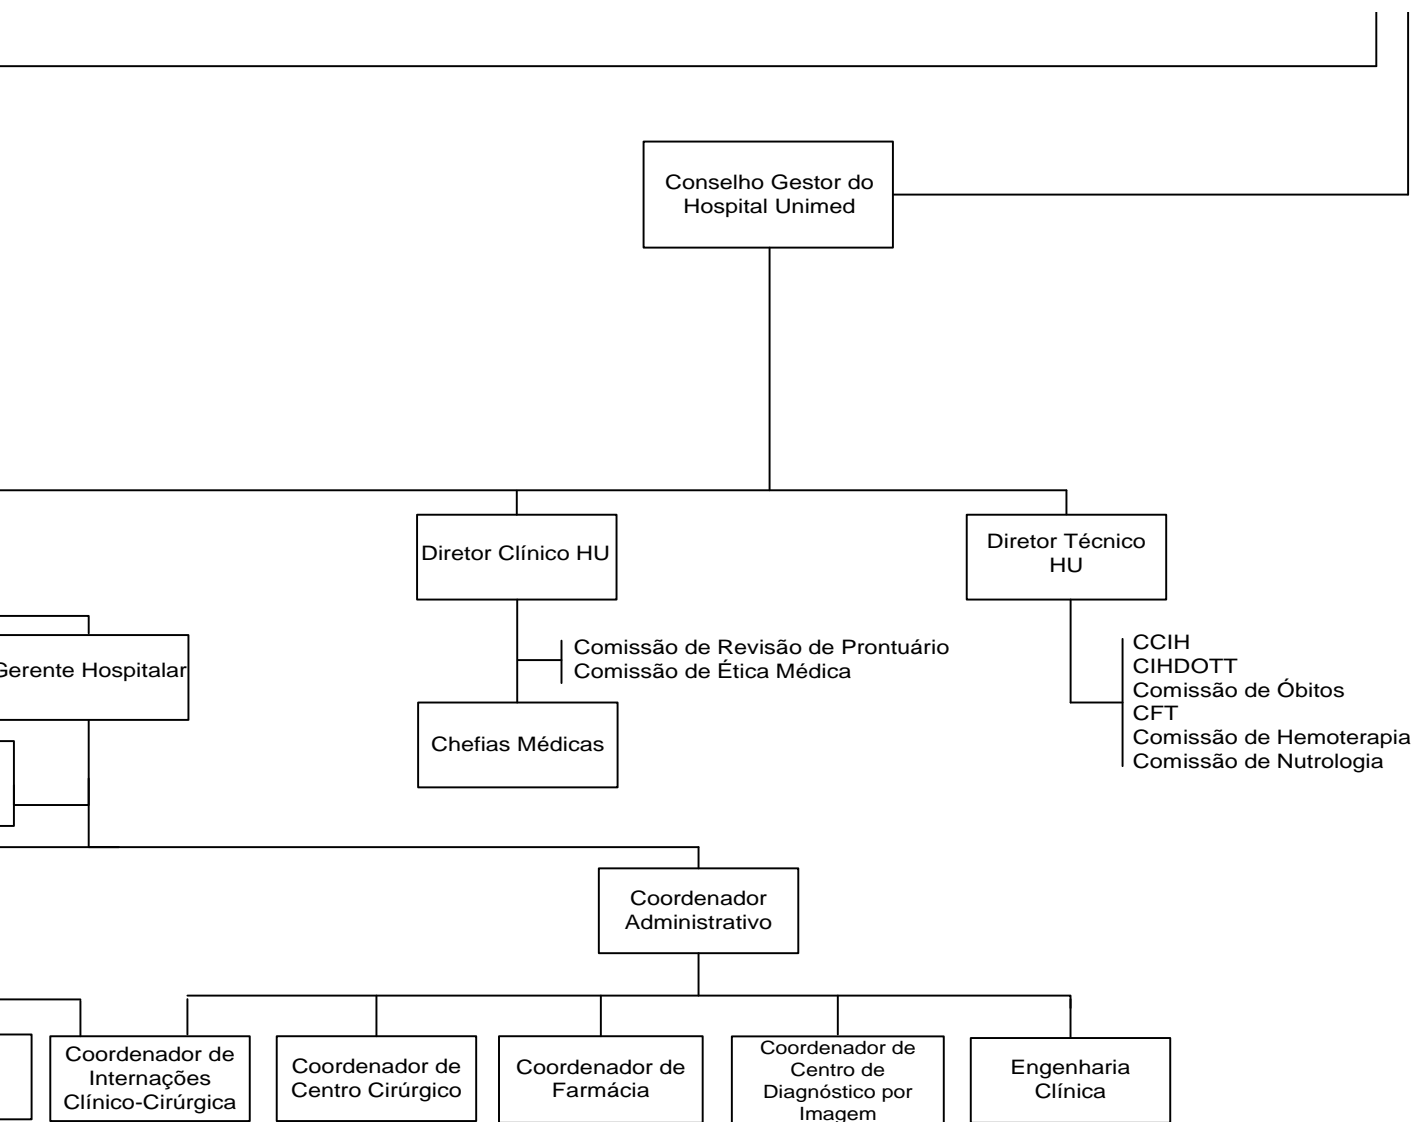 Conselho Gestor do
Hospital Unimed
Diretor Clínico HU
Diretor Técnico
HU
Comissão de Revisão de Prontuário
Comissão de Ética Médica
CCIH
CIHDOTT
Comissão de Óbitos
CFT
Comissão de Hemoterapia
Comissão de Nutrologia
Gerente Hospitalar
Chefias Médicas
Coordenador
Administrativo
Coordenador de
Internações
Clínico-Cirúrgica
Coordenador de
Centro Cirúrgico
Coordenador de
Farmácia
Coordenador de
Centro de
Diagnóstico por
Imagem
Engenharia
Clínica